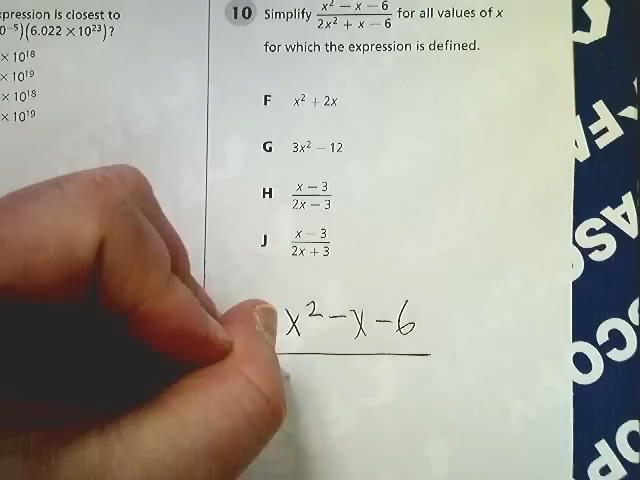 pression is closest to
0⁻⁵)(6.022 × 10²³)?
× 10¹⁸
× 10¹⁹
× 10¹⁸
× 10¹⁹
10 Simplify (x² − x − 6)/(2x² + x − 6) for all values of x
for which the expression is defined.
F x² + 2x
G 3x² − 12
H (x − 3)/(2x − 3)
J (x − 3)/(2x + 3)
x² − x − 6